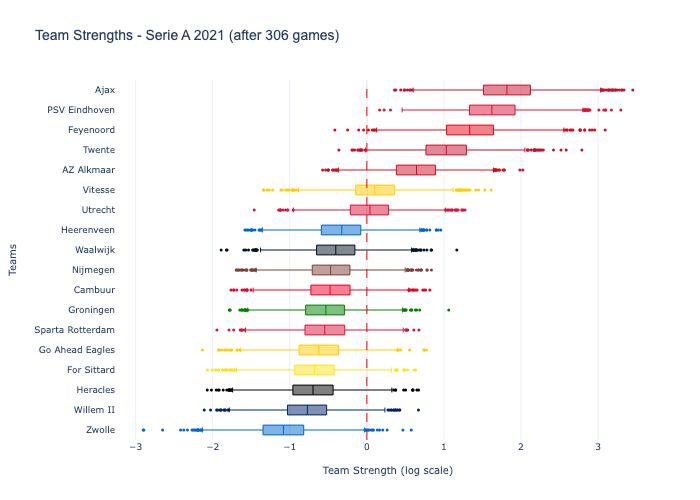 Team Strengths - Serie A 2021 (after 306 games)
Ajax
PSV Eindhoven
Feyenoord
Twente
AZ Alkmaar
Vitesse
Utrecht
Heerenveen
Waalwijk
Nijmegen
Cambuur
Groningen
Sparta Rotterdam
Go Ahead Eagles
For Sittard
Heracles
Willem II
Zwolle
Teams
−3 −2 −1 0 1 2 3
Team Strength (log scale)